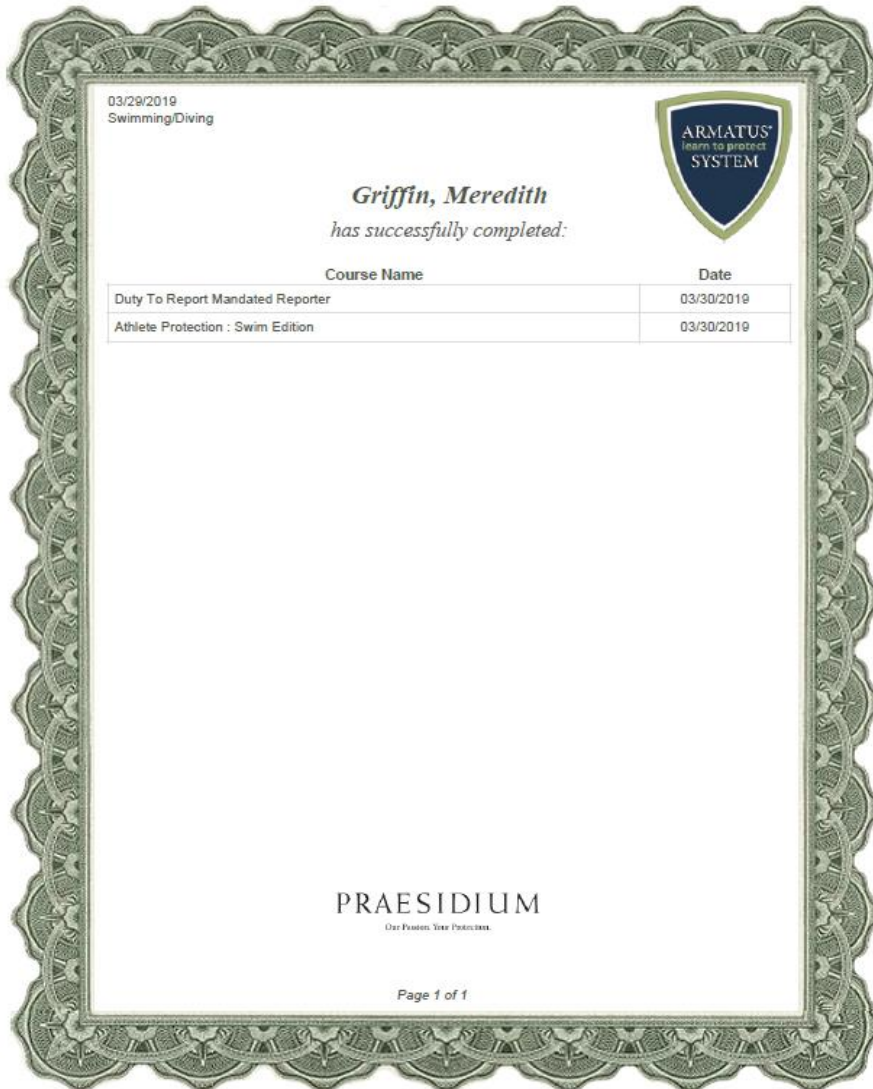 03/29/2019
Swimming/Diving
ARMATUS®
learn to protect
SYSTEM
Griffin, Meredith
has successfully completed:
Course Name Date
Duty To Report Mandated Reporter 03/30/2019
Athlete Protection : Swim Edition 03/30/2019
PRAESIDIUM
Our Passion. Your Protection.
Page 1 of 1